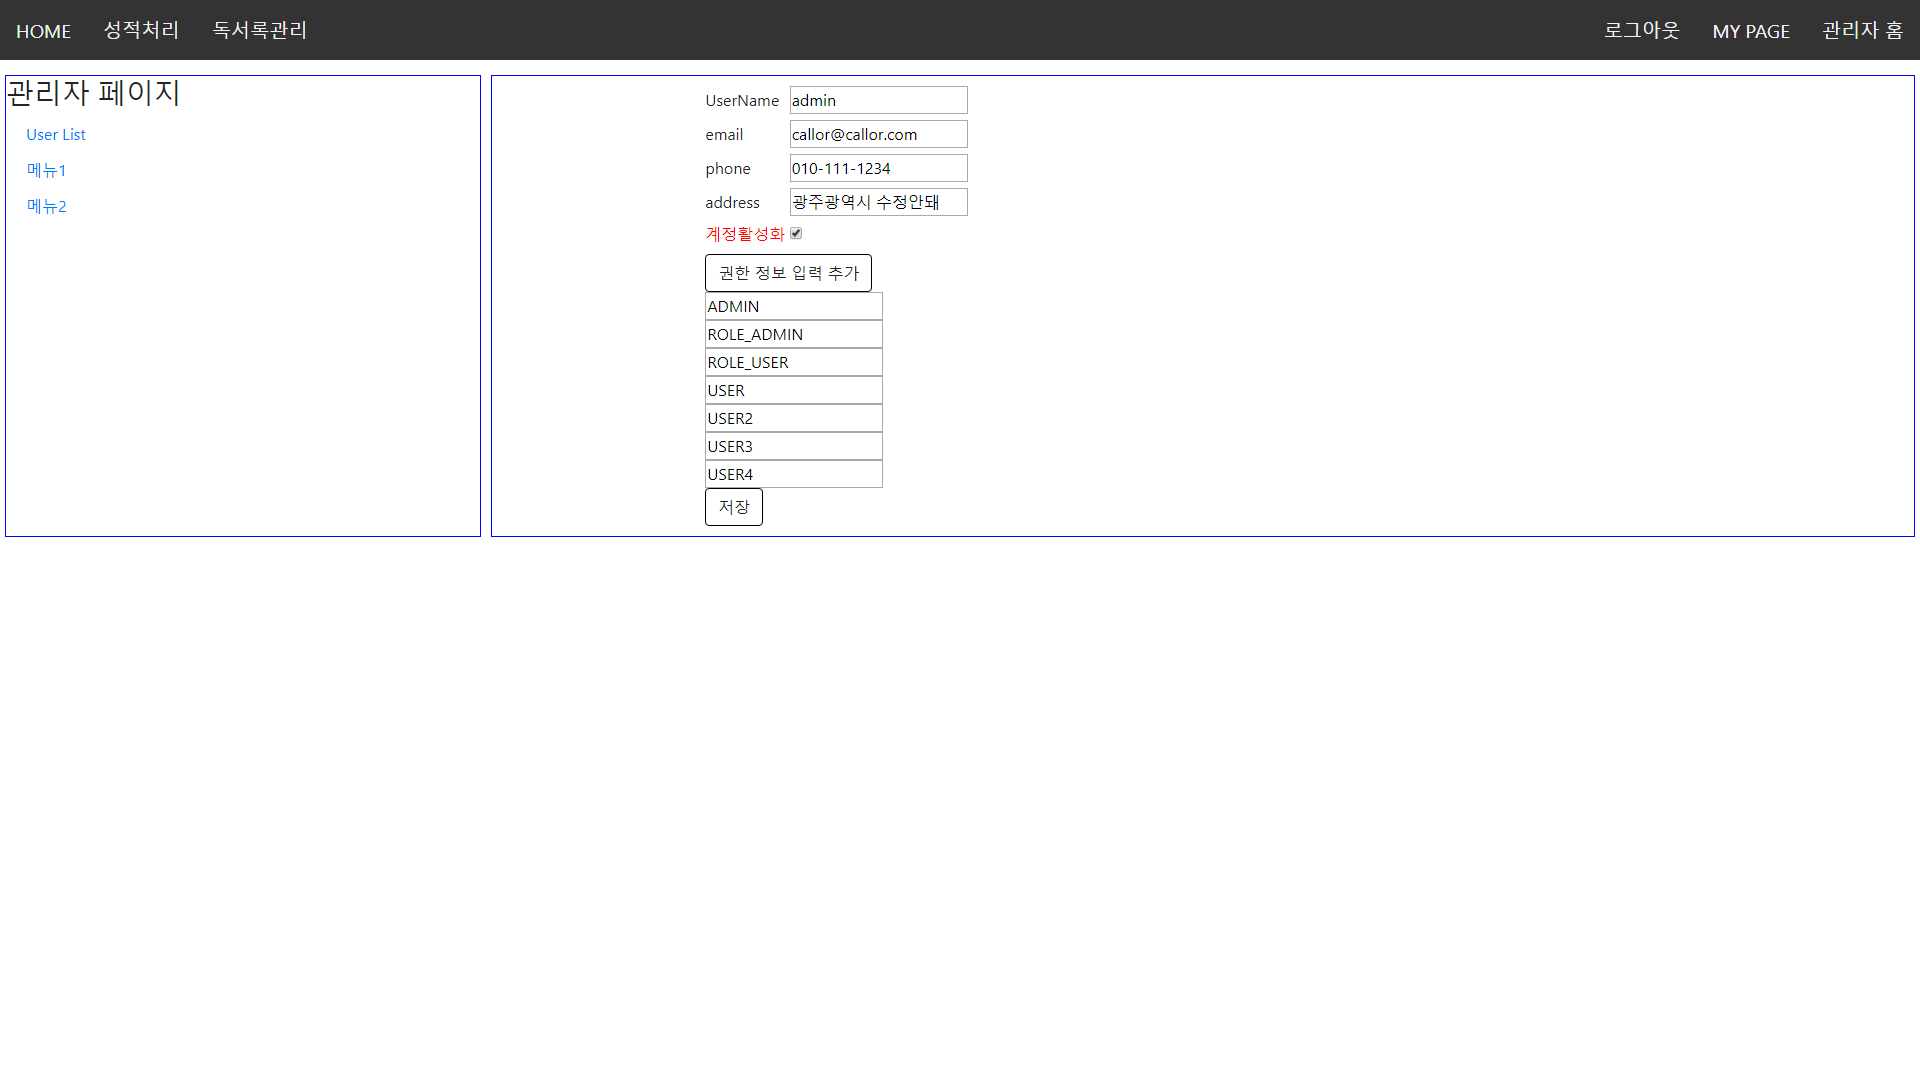 HOME 성적처리 독서록관리 로그아웃 MY PAGE 관리자 홈
관리자 페이지
User List
메뉴1
메뉴2
UserName admin
email callor@callor.com
phone 010-111-1234
address 광주광역시 수정안돼
계정활성화
권한 정보 입력 추가
ADMIN
ROLE_ADMIN
ROLE_USER
USER
USER2
USER3
USER4
저장